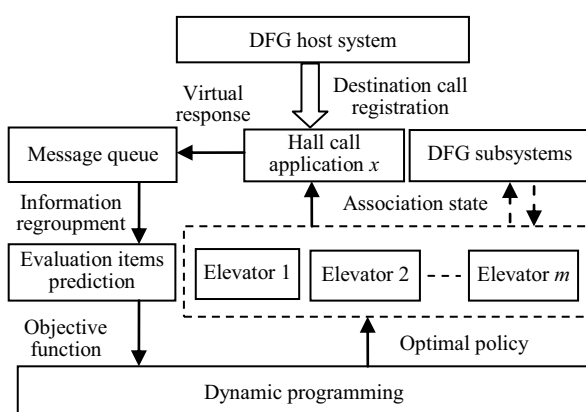 DFG host system
Virtual
response
Destination call
registration
Message queue
Hall call
application x
DFG subsystems
Information
regroupment
Association state
Evaluation items
prediction
Elevator 1
Elevator 2
Elevator m
Objective
function
Optimal policy
Dynamic programming